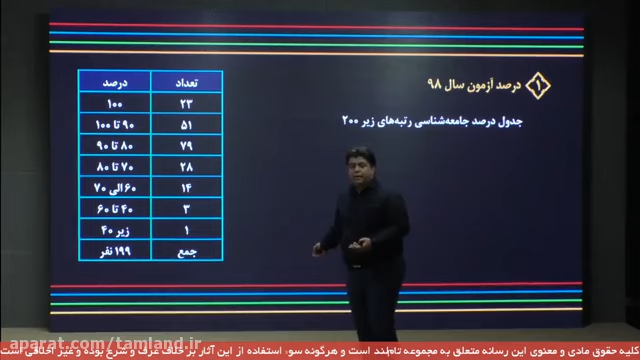 ۱ درصد آزمون سال ۹۸
جدول درصد جامعه‌شناسی رتبه‌های زیر ۲۰۰
تعداد درصد
۲۳ ۱۰۰
۵۱ ۹۰ تا ۱۰۰
۷۹ ۸۰ تا ۹۰
۲۸ ۷۰ تا ۸۰
۱۴ ۶۰ الی ۷۰
۳ ۴۰ تا ۶۰
۱ زیر ۴۰
جمع ۱۹۹ نفر
aparat.com/tamland.ir
کلیه حقوق مادی و معنوی این رسانه متعلق به مجموعه تاملند است و هرگونه سوء استفاده از این آثار بر خلاف عرف و شرع بوده و غیر اخلاقی است